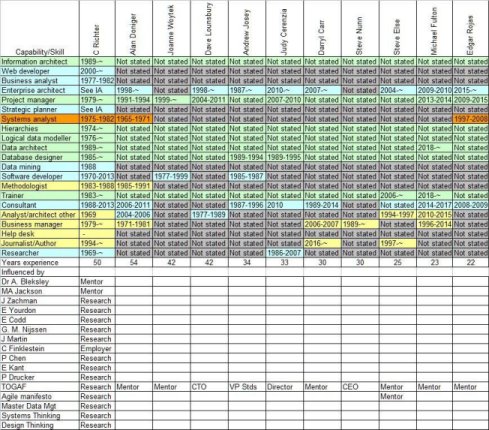 Capability/Skill C Richter Alan Doniger Joanne Woytek Dave Lounsbury Andrew Josey Judy Cerenzia Darryl Carr Steve Nunn Steve Else Michael Fulton Edgar Rojas
Information architect 1989-~ Not stated Not stated Not stated Not stated Not stated Not stated Not stated Not stated Not stated Not stated
Web developer 2000-~ Not stated Not stated Not stated Not stated Not stated Not stated Not stated Not stated Not stated Not stated
Business analyst 1977-1982 Not stated Not stated Not stated Not stated Not stated Not stated Not stated Not stated Not stated Not stated
Enterprise architect See IA 1998-~ Not stated 1998-~ 1987-~ 2010-~ 2007-~ Not stated 2004-~ 2009-2010 2015-~
Project manager 1979-~ 1991-1994 1999-~ 2004-2011 Not stated 2007-2010 Not stated Not stated Not stated 2013-2014 2009-2015
Strategic planner See IA Not stated Not stated Not stated Not stated Not stated Not stated Not stated Not stated Not stated Not stated
Systems analyst 1975-1982 1965-1971 Not stated Not stated Not stated Not stated Not stated Not stated Not stated Not stated 1997-2008
Hierarchies 1974-~ Not stated Not stated Not stated Not stated Not stated Not stated Not stated Not stated Not stated Not stated
Logical data modeller 1976-~ Not stated Not stated Not stated Not stated Not stated Not stated Not stated Not stated Not stated Not stated
Data architect 1989-~ Not stated Not stated Not stated Not stated Not stated Not stated Not stated Not stated 2018-~ Not stated
Database designer 1985-~ Not stated Not stated Not stated 1989-1994 1989-1995 Not stated Not stated Not stated Not stated Not stated
Data mining 1988 Not stated Not stated Not stated Not stated Not stated Not stated Not stated Not stated Not stated Not stated
Software developer 1970-2013 Not stated 1977-1999 Not stated 1985-1987 Not stated Not stated Not stated Not stated Not stated Not stated
Methodologist 1983-1988 1985-1991 Not stated Not stated Not stated Not stated Not stated Not stated Not stated Not stated Not stated
Trainer 1983-~ Not stated Not stated Not stated Not stated Not stated Not stated Not stated 2006-~ 2018-~ Not stated
Consultant 1988-2013 2006-2011 Not stated Not stated 1987-1996 2010 1989-2014 Not stated Not stated 2014-2017 2008-2009
Analyst/architect other 1969 2004-2006 Not stated 1977-1989 Not stated Not stated Not stated Not stated 1994-1997 2010-2015 Not stated
Business manager 1979-~ 1971-1981 Not stated Not stated Not stated Not stated 2006-2007 1989-~ Not stated 1996-2014 Not stated
Help desk - Not stated Not stated Not stated Not stated Not stated Not stated Not stated Not stated Not stated Not stated
Journalist/Author 1994-~ Not stated Not stated Not stated Not stated Not stated 2016-~ Not stated 1997-~ Not stated Not stated
Researcher 1969-~ Not stated Not stated Not stated Not stated 1986-2007 Not stated Not stated Not stated Not stated Not stated
Years experience 50 54 42 42 34 33 30 30 25 23 22
Influenced by
Dr A. Bleksley Mentor
MA Jackson Mentor
J Zachman Research
E Yourdon Research
E Codd Research
G. M. Nijssen Research
J Martin Research
C Finklestein Employer
P Chen Research
E Kant Research
P Drucker Research
TOGAF Research Mentor Mentor CTO VP Stds Director Mentor CEO Mentor Mentor Mentor
Agile manifesto Research Mentor
Master Data Mgt Research
Systems Thinking Research
Design Thinking Research